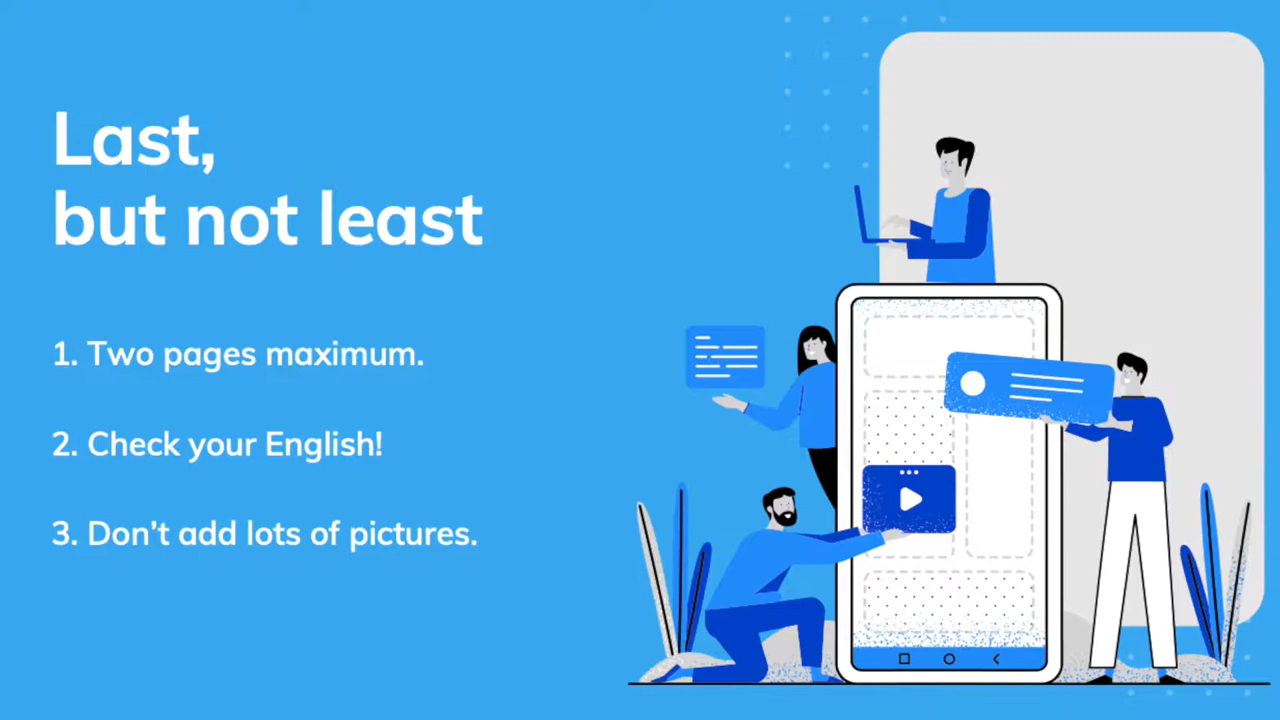 Last,
but not least
1. Two pages maximum.
2. Check your English!
3. Don't add lots of pictures.